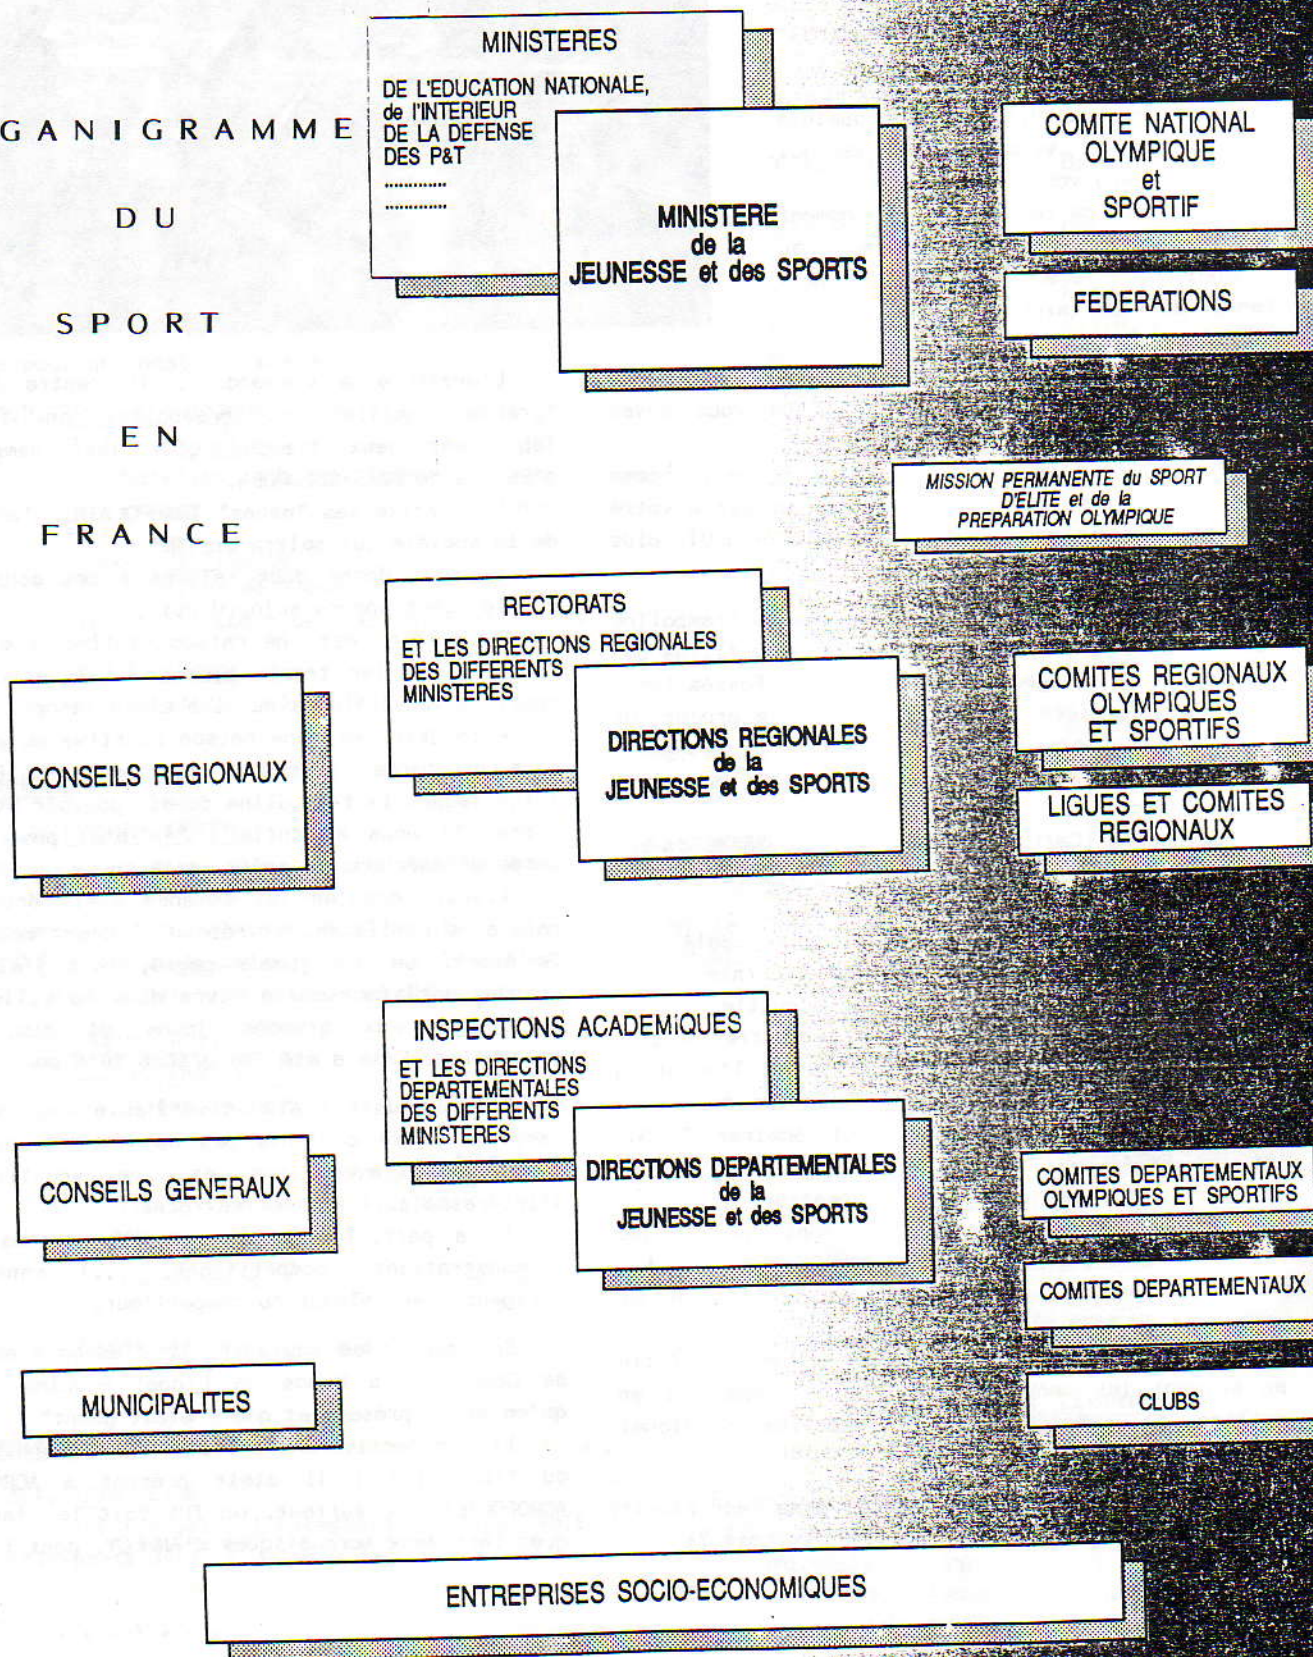 GANIGRAMME
DU
SPORT
EN
FRANCE
MINISTERES
DE L'EDUCATION NATIONALE,
de l'INTERIEUR
DE LA DEFENSE
DES P&T
..............
..............
MINISTERE
de la
JEUNESSE et des SPORTS
COMITE NATIONAL
OLYMPIQUE
et
SPORTIF
FEDERATIONS
MISSION PERMANENTE du SPORT
D'ELITE et de la
PREPARATION OLYMPIQUE
RECTORATS
ET LES DIRECTIONS REGIONALES
DES DIFFERENTS
MINISTERES
CONSEILS REGIONAUX
DIRECTIONS REGIONALES
de la
JEUNESSE et des SPORTS
COMITES REGIONAUX
OLYMPIQUES
ET SPORTIFS
LIGUES ET COMITES
REGIONAUX
INSPECTIONS ACADEMIQUES
ET LES DIRECTIONS
DEPARTEMENTALES
DES DIFFERENTS
MINISTERES
CONSEILS GENERAUX
DIRECTIONS DEPARTEMENTALES
de la
JEUNESSE et des SPORTS
COMITES DEPARTEMENTAUX
OLYMPIQUES ET SPORTIFS
COMITES DEPARTEMENTAUX
MUNICIPALITES
CLUBS
ENTREPRISES SOCIO-ECONOMIQUES